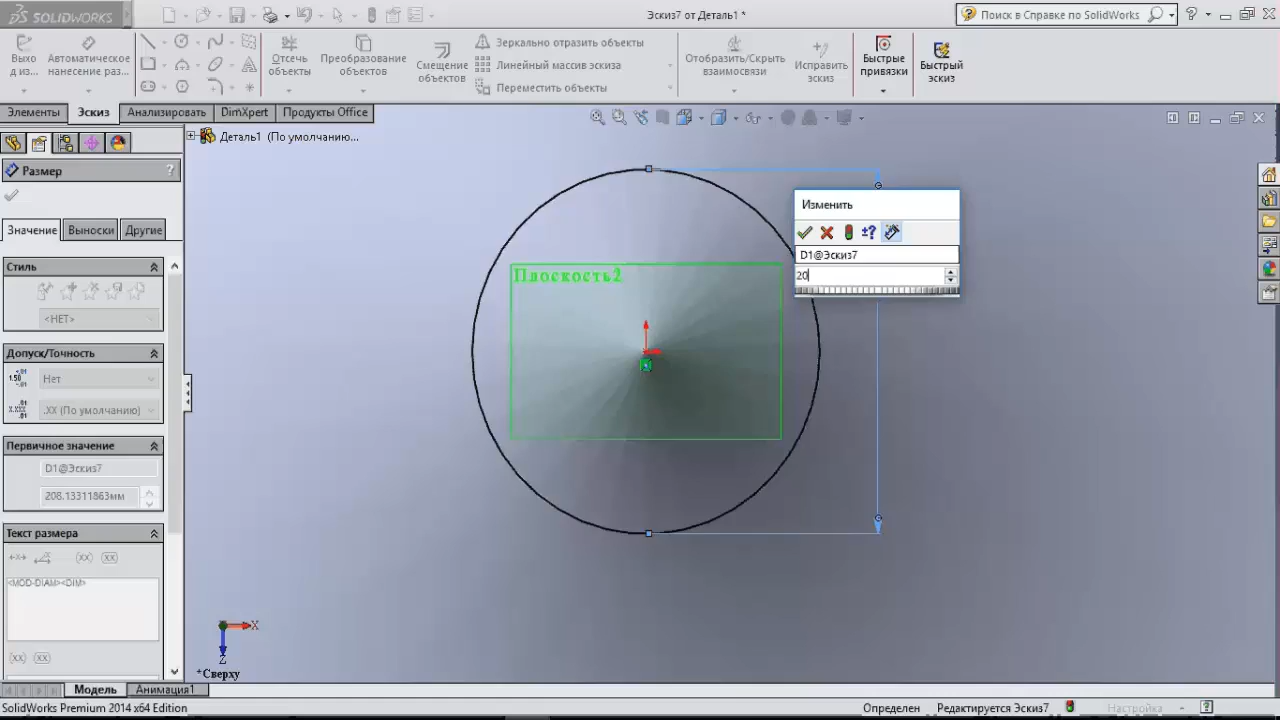 SOLIDWORKS
Эскиз7 от Деталь1 *
Поиск в Справке по SolidWorks
Выхо
д из...
Автоматическое
нанесение раз...
Отсечь
объекты
Преобразование
объектов
Смещение
объектов
Зеркально отразить объекты
Линейный массив эскиза
Переместить объекты
Отобразить/Скрыть
взаимосвязи
Исправить
эскиз
Быстрые
привязки
Быстрый
эскиз
Элементы
Эскиз
Анализировать
DimXpert
Продукты Office
Деталь1 (По умолчанию...
Размер
?
Значение
Выноски
Другие
Стиль
<НЕТ>
Допуск/Точность
Нет
.XX (По умолчанию)
Первичное значение
D1@Эскиз7
208.13311863мм
Текст размера
<MOD-DIAM><DIM>
Плоскость2
Изменить
D1@Эскиз7
20
X
Z
*Сверху
Модель
Анимация1
SolidWorks Premium 2014 x64 Edition
Определен
Редактируется Эскиз7
Настройка